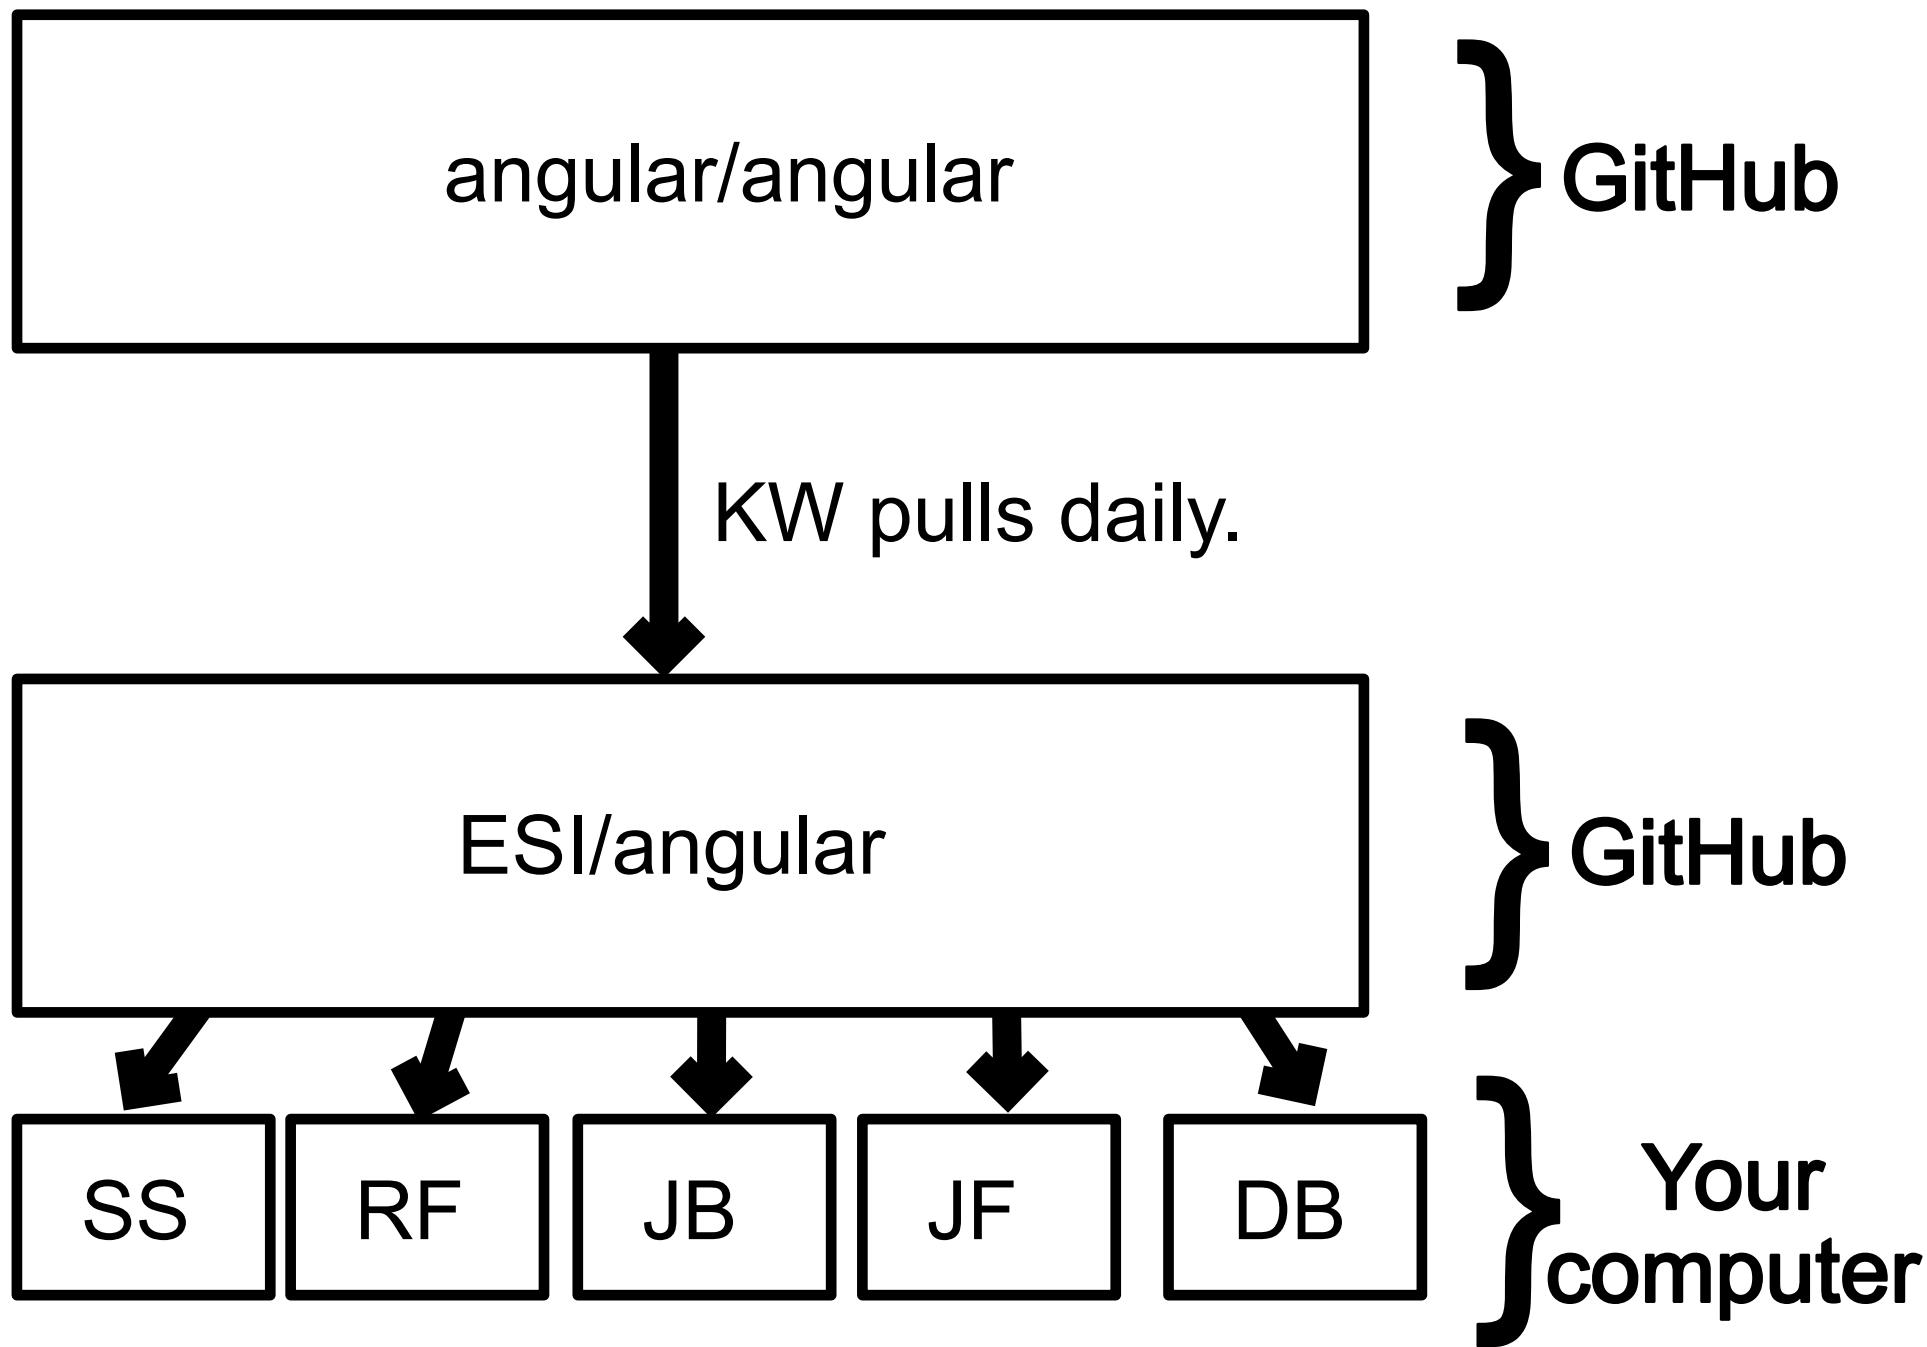 angular/angular
} GitHub
KW pulls daily.
ESI/angular
} GitHub
SS
RF
JB
JF
DB
} Your
computer